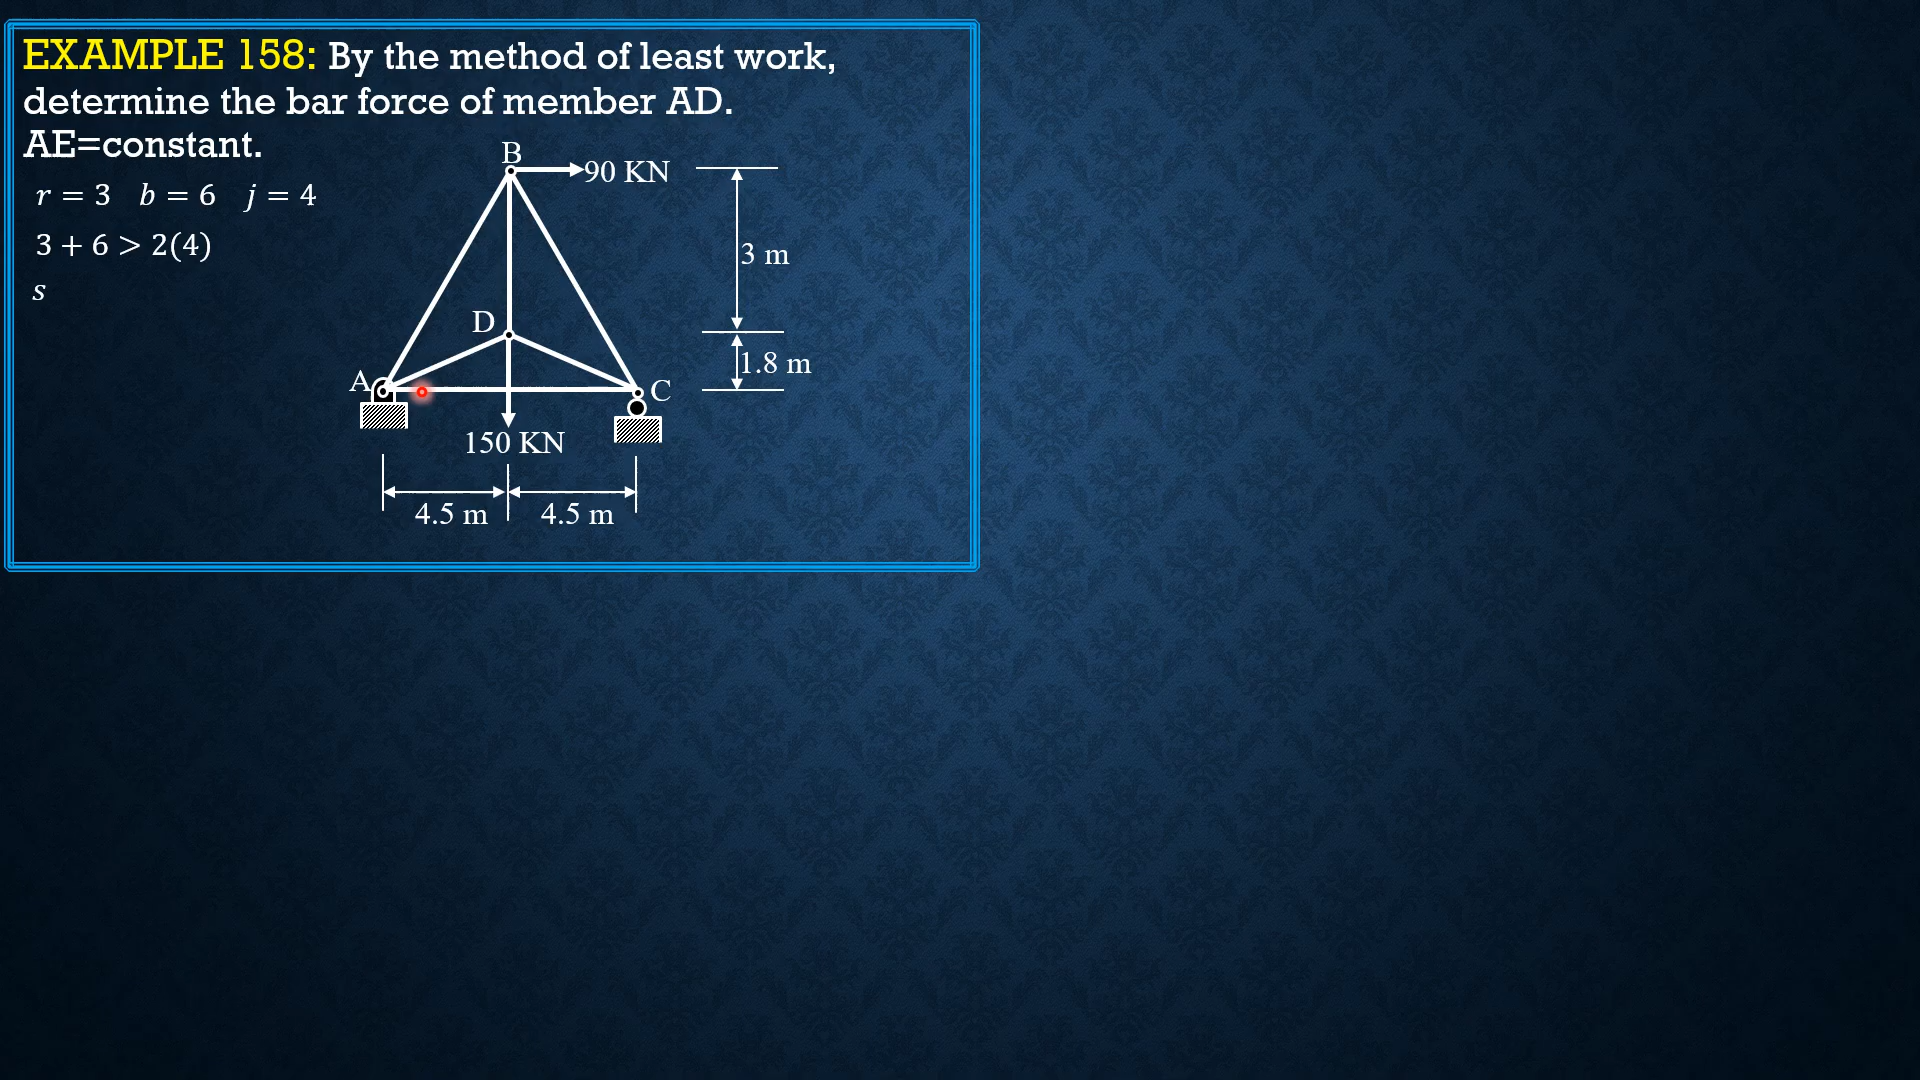 EXAMPLE 158: By the method of least work,
determine the bar force of member AD.
AE=constant.
r = 3 b = 6 j = 4
3 + 6 > 2(4)
s
B
90 KN
3 m
D
1.8 m
A
C
150 KN
4.5 m
4.5 m